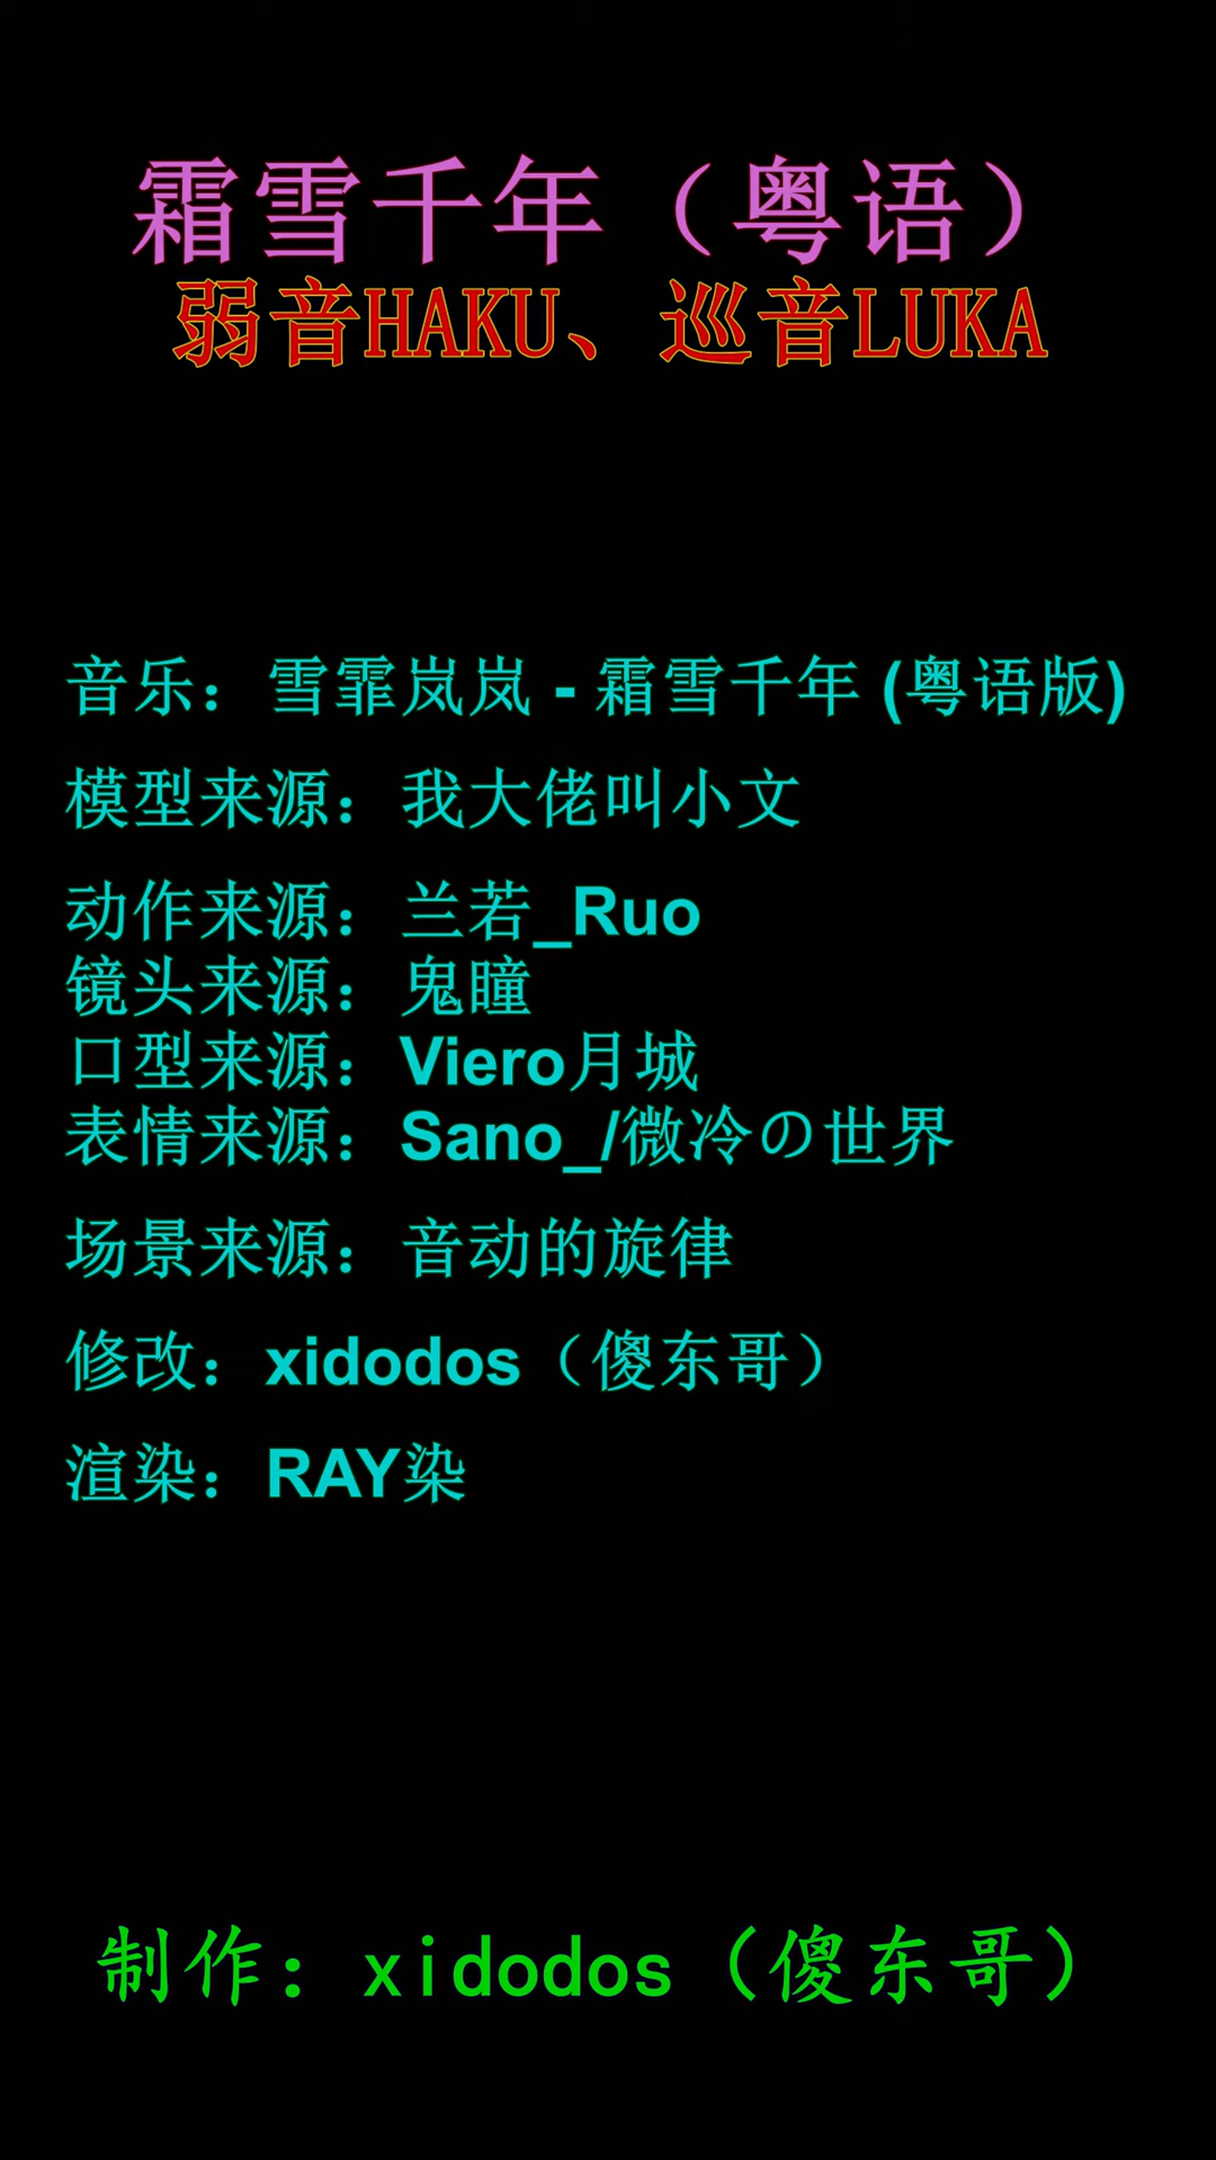 霜雪千年（粤语）
弱音HAKU、巡音LUKA
音乐：雪霏岚岚 - 霜雪千年 (粤语版)
模型来源：我大佬叫小文
动作来源：兰若_Ruo
镜头来源：鬼瞳
口型来源：Viero月城
表情来源：Sano_/微冷の世界
场景来源：音动的旋律
修改：xidodos（傻东哥）
渲染：RAY染
制作：xidodos（傻东哥）